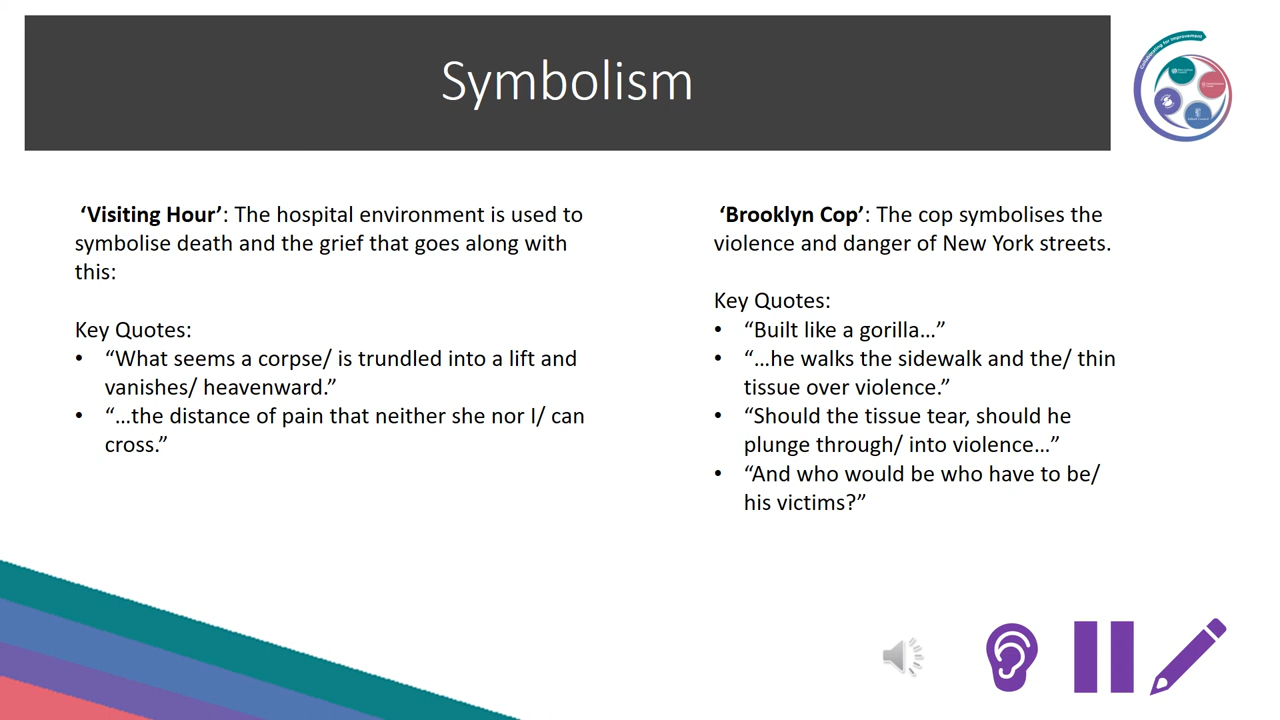 Symbolism
Collaborating for Improvement
‘Visiting Hour’: The hospital environment is used to
symbolise death and the grief that goes along with
this:
Key Quotes:
• “What seems a corpse/ is trundled into a lift and
vanishes/ heavenward.”
• “…the distance of pain that neither she nor I/ can
cross.”
‘Brooklyn Cop’: The cop symbolises the
violence and danger of New York streets.
Key Quotes:
• “Built like a gorilla…”
• “…he walks the sidewalk and the/ thin
tissue over violence.”
• “Should the tissue tear, should he
plunge through/ into violence…”
• “And who would be who have to be/
his victims?”